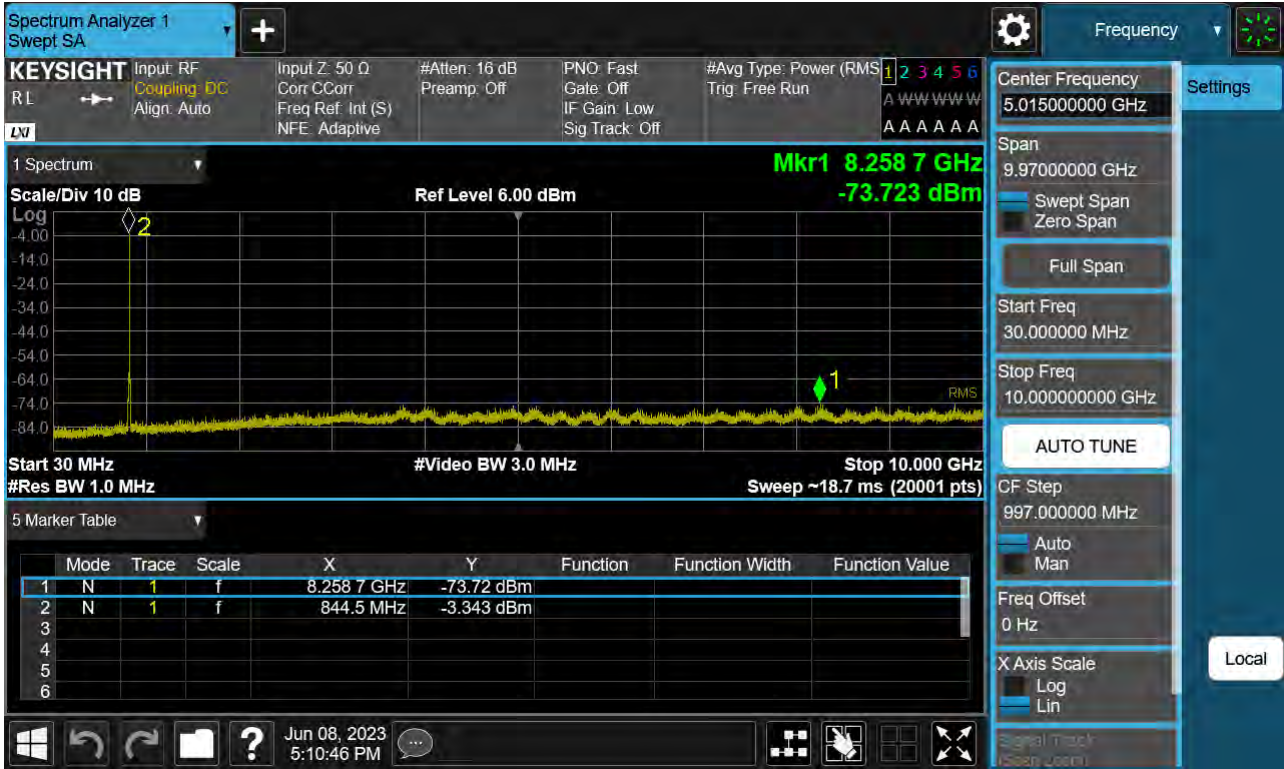 Spectrum Analyzer 1
Swept SA
Frequency
KEYSIGHT
R L
LXI
Input: RF
Coupling: DC
Align: Auto
Input Z: 50 Ω
Corr CCorr
Freq Ref: Int (S)
NFE: Adaptive
#Atten: 16 dB
Preamp: Off
PNO: Fast
Gate: Off
IF Gain: Low
Sig Track: Off
#Avg Type: Power (RMS
Trig: Free Run
1 2 3 4 5 6
A W W W W W
A A A A A A
1 Spectrum
Mkr1 8.258 7 GHz
Scale/Div 10 dB
Ref Level 6.00 dBm
-73.723 dBm
Log
2
-4.00
-14.0
-24.0
-34.0
-44.0
-54.0
-64.0
1
RMS
-74.0
-84.0
Start 30 MHz
#Video BW 3.0 MHz
Stop 10.000 GHz
#Res BW 1.0 MHz
Sweep ~18.7 ms (20001 pts)
5 Marker Table
Mode Trace Scale X Y Function Function Width Function Value
1 N 1 f 8.258 7 GHz -73.72 dBm
2 N 1 f 844.5 MHz -3.343 dBm
3
4
5
6
?
Jun 08, 2023
5:10:46 PM
Center Frequency
5.015000000 GHz
Span
9.97000000 GHz
Swept Span
Zero Span
Full Span
Start Freq
30.000000 MHz
Stop Freq
10.000000000 GHz
AUTO TUNE
CF Step
997.000000 MHz
Auto
Man
Freq Offset
0 Hz
X Axis Scale
Log
Lin
Signal Track
(Span Zoom)
Settings
Local